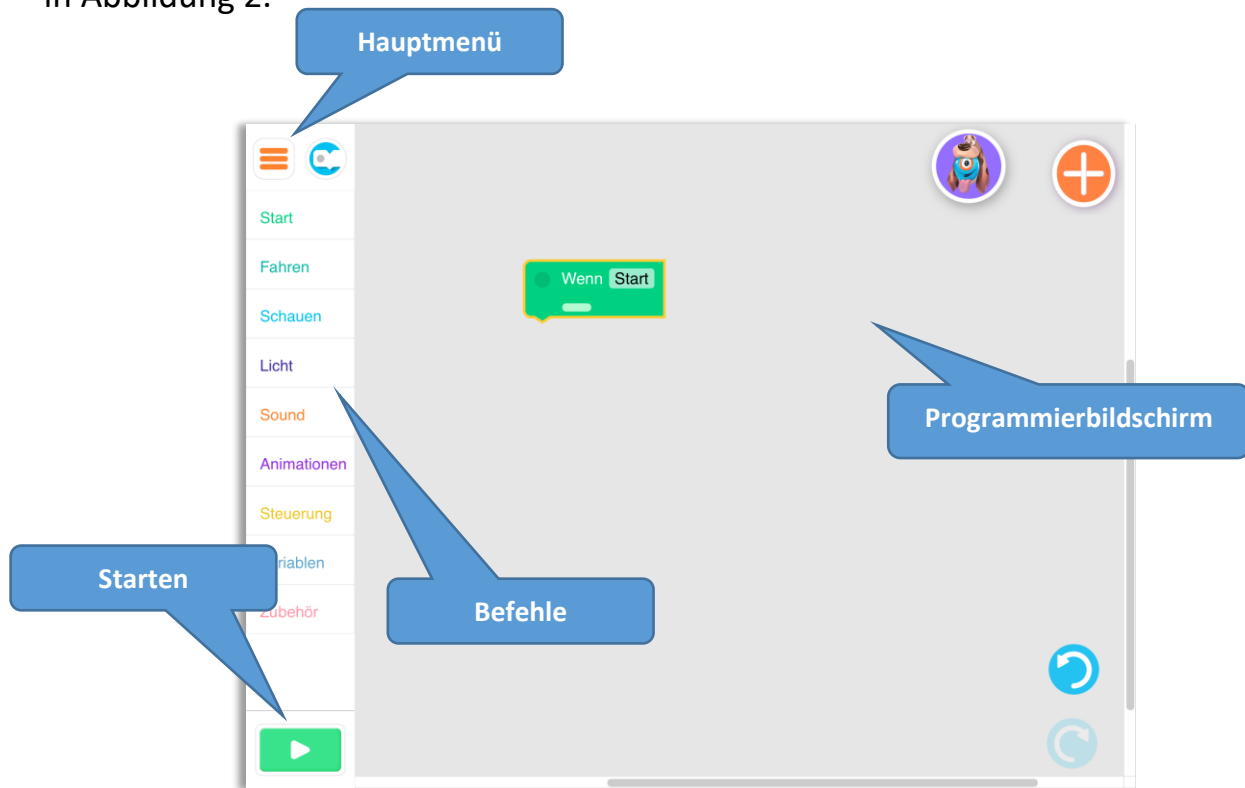 in Abbildung 2.
Hauptmenü
Start
Fahren
Wenn Start
Schauen
Licht
Programmierbildschirm
Sound
Animationen
Steuerung
Starten
riablen
Befehle
Zubehör